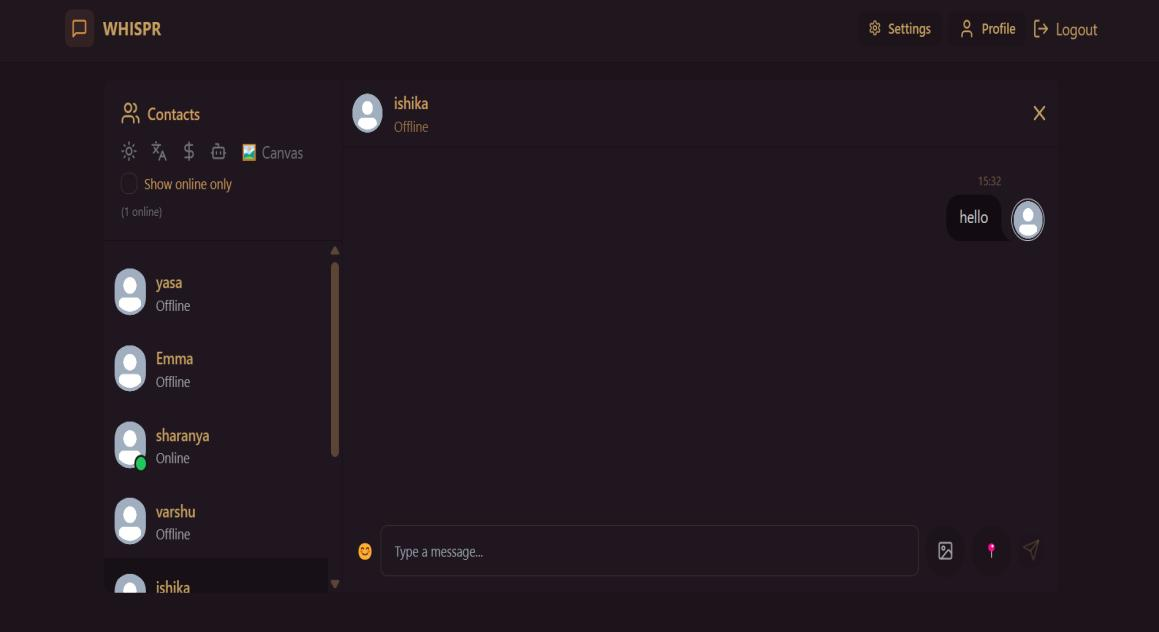 WHISPR
Settings
Profile
Logout
Contacts
Canvas
Show online only
(1 online)
yasa
Offline
Emma
Offline
sharanya
Online
varshu
Offline
ishika
ishika
Offline
X
15:32
hello
Type a message...